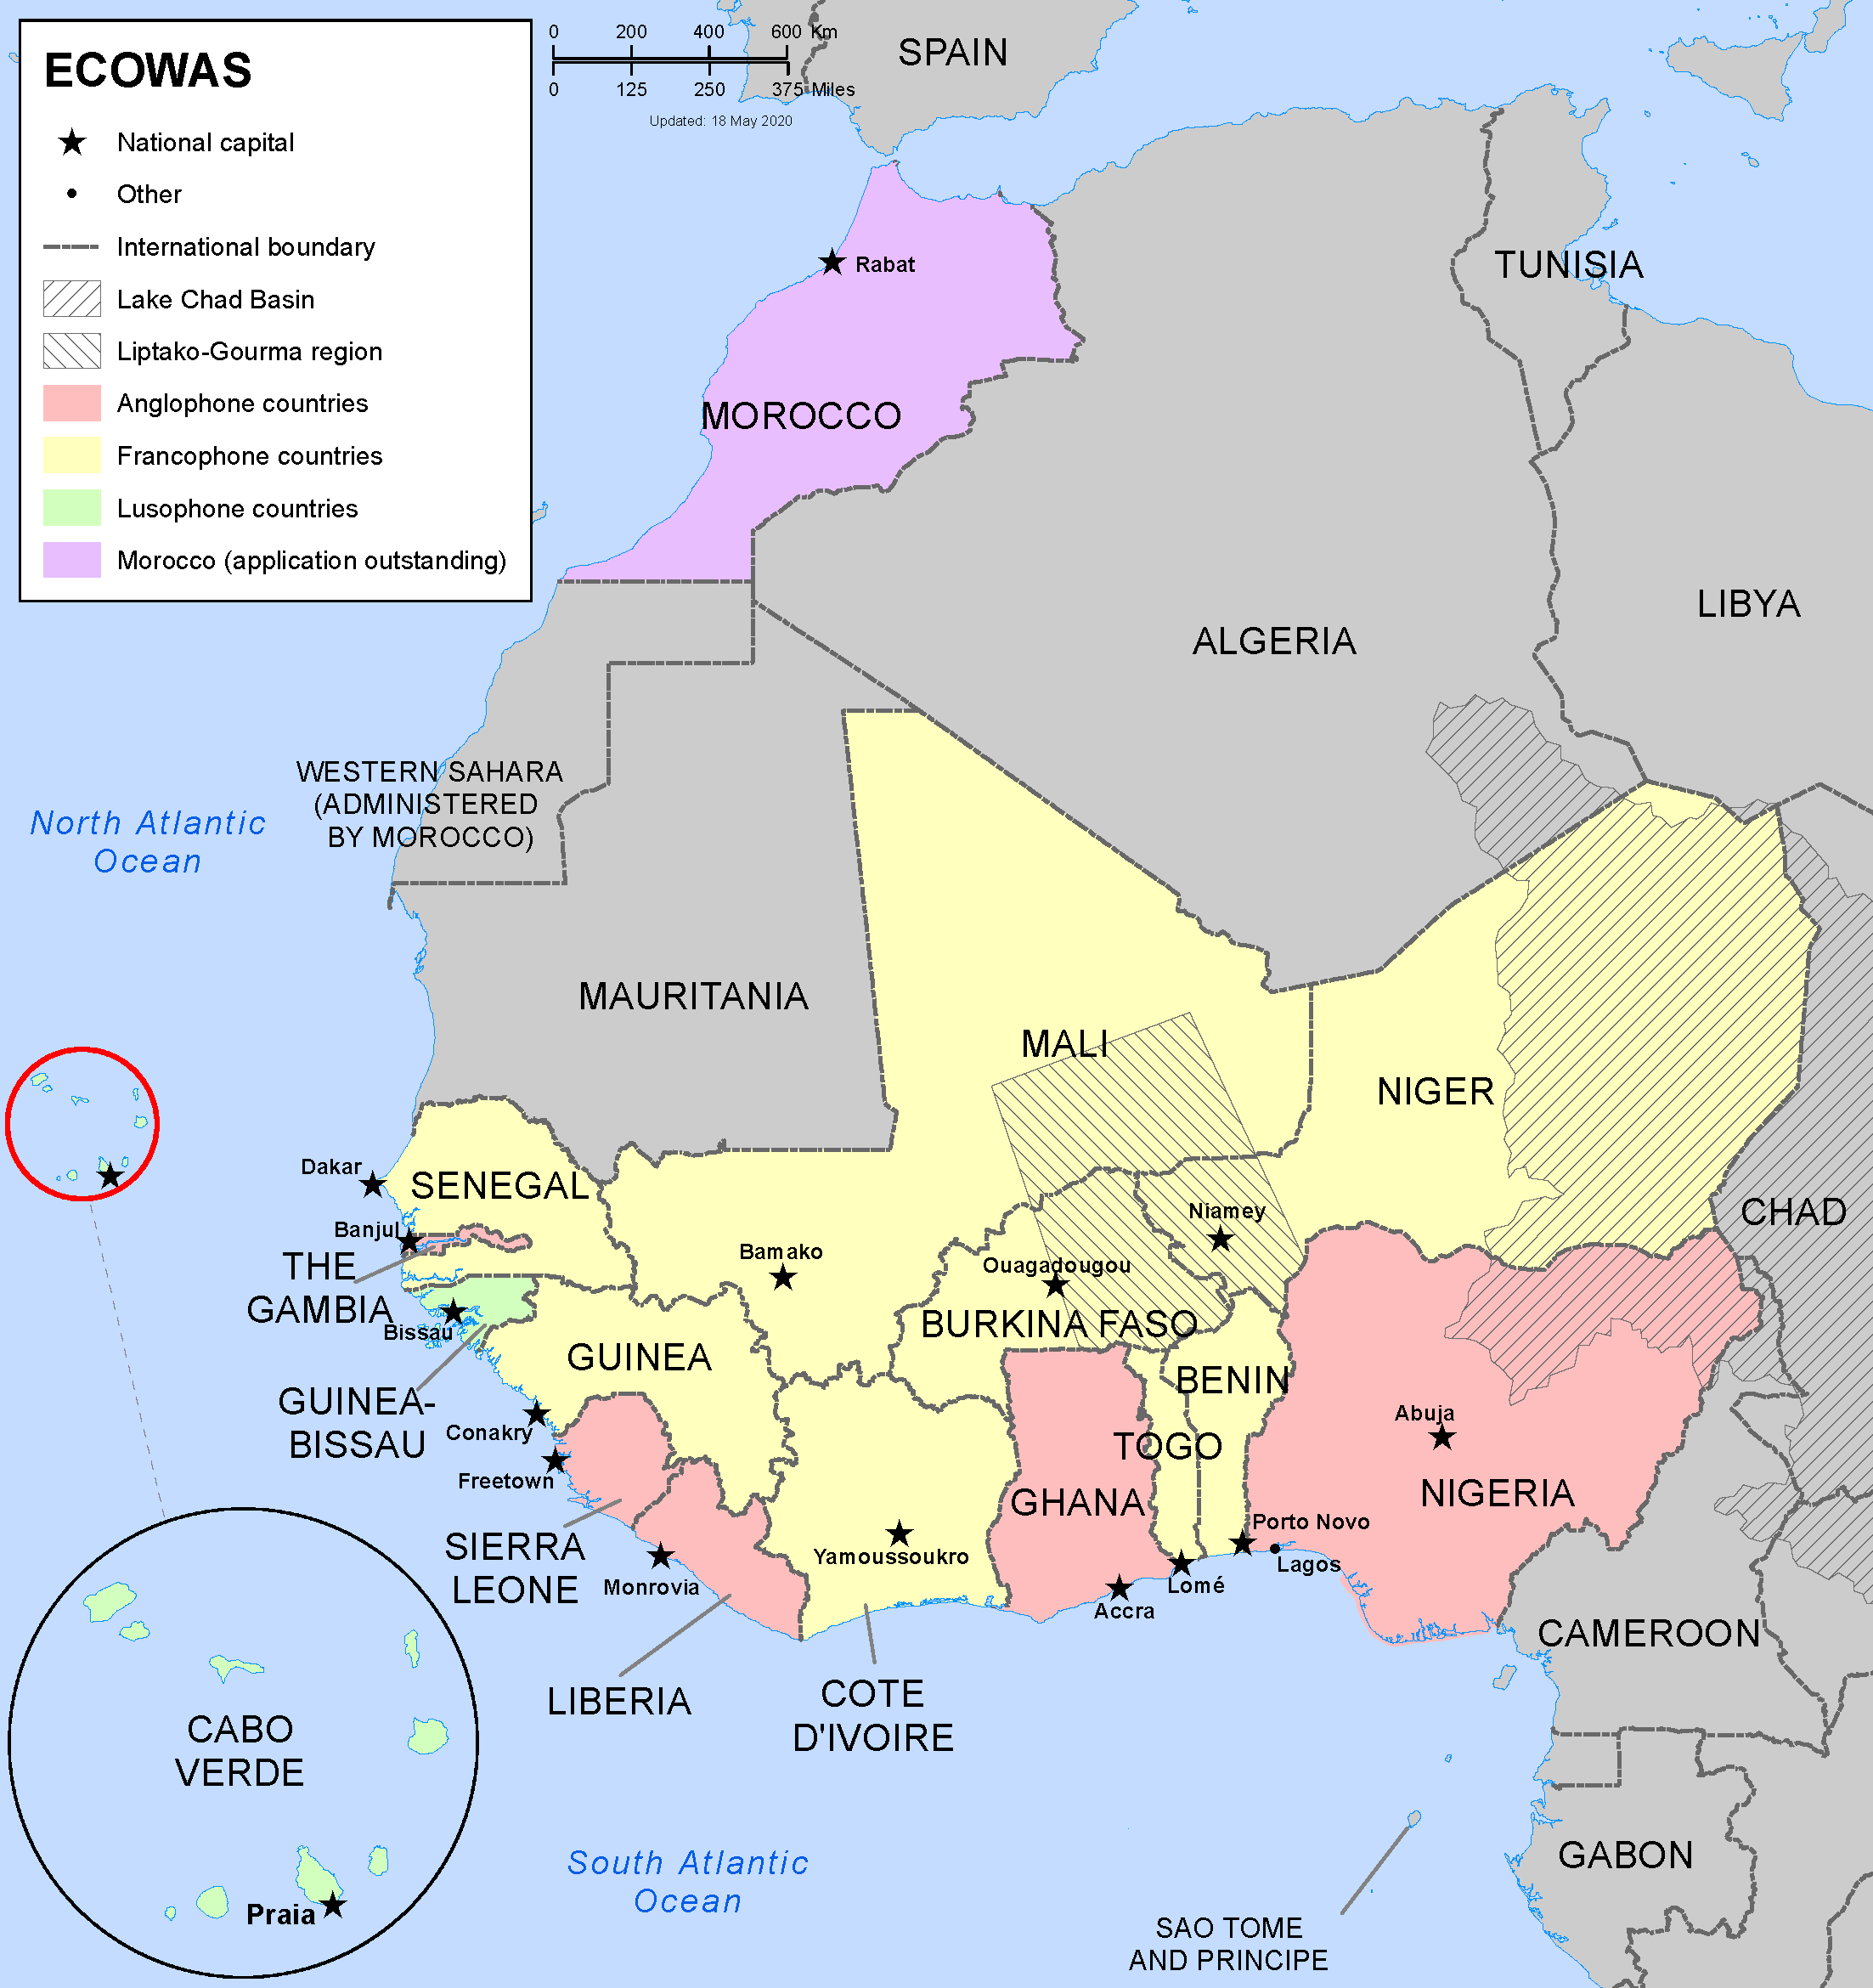 ECOWAS
National capital
Other
International boundary
Lake Chad Basin
Liptako-Gourma region
Anglophone countries
Francophone countries
Lusophone countries
Morocco (application outstanding)
0 200 400 600 Km
0 125 250 375 Miles
Updated: 18 May 2020
SPAIN
Rabat
TUNISIA
MOROCCO
LIBYA
ALGERIA
WESTERN SAHARA
(ADMINISTERED
BY MOROCCO)
North Atlantic
Ocean
MAURITANIA
MALI
NIGER
CHAD
Dakar
SENEGAL
Banjul
THE
GAMBIA
Bissau
GUINEA-
BISSAU
Bamako
Niamey
Ouagadougou
BURKINA FASO
GUINEA
BENIN
Conakry
Freetown
SIERRA
LEONE
Abuja
TOGO
GHANA
NIGERIA
Porto Novo
Lagos
Yamoussoukro
Monrovia
Lomé
Accra
LIBERIA
COTE
D'IVOIRE
CAMEROON
CABO
VERDE
Praia
South Atlantic
Ocean
GABON
SAO TOME
AND PRINCIPE